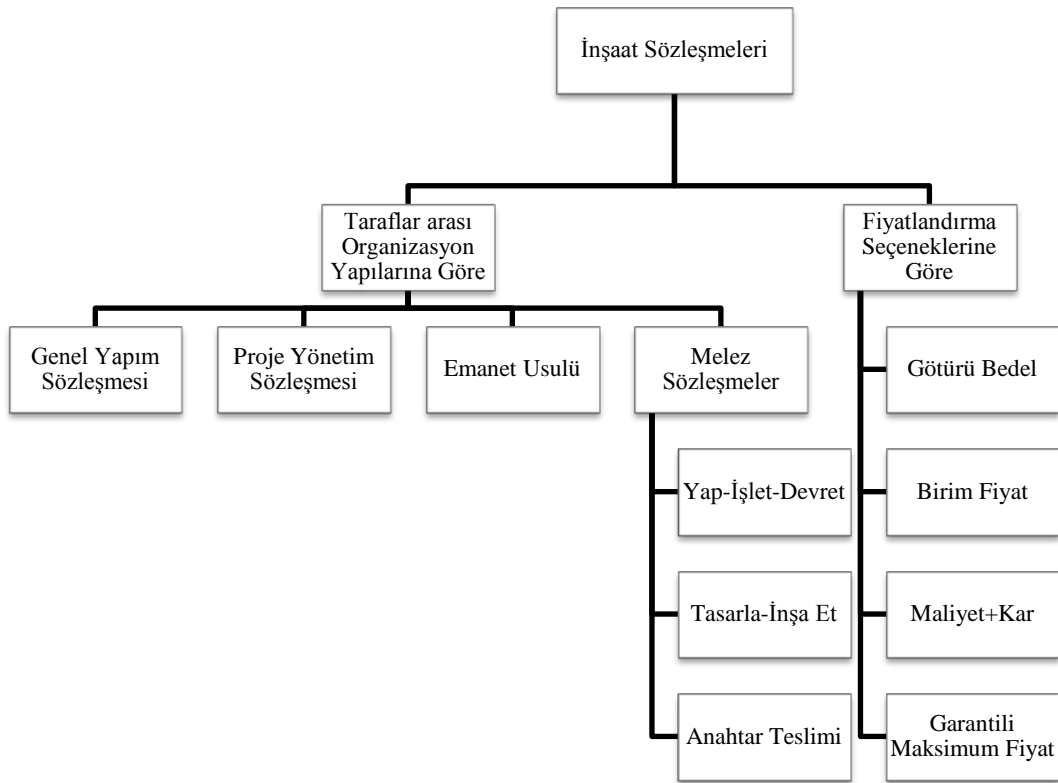 İnşaat Sözleşmeleri
Taraflar arası
Organizasyon
Yapılarına Göre
Fiyatlandırma
Seçeneklerine
Göre
Genel Yapım
Sözleşmesi
Proje Yönetim
Sözleşmesi
Emanet Usulü
Melez
Sözleşmeler
Götürü Bedel
Yap-İşlet-Devret
Birim Fiyat
Tasarla-İnşa Et
Maliyet+Kar
Anahtar Teslimi
Garantili
Maksimum Fiyat